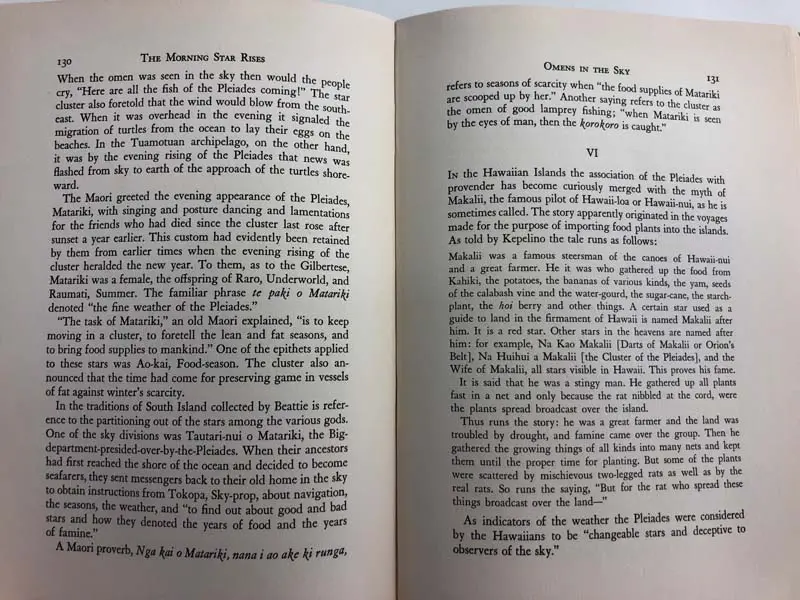 130
THE MORNING STAR RISES
When the omen was seen in the sky then would the people
cry, "Here are all the fish of the Pleiades coming!" The star
cluster also foretold that the wind would blow from the south-
east. When it was overhead in the evening it signaled the
migration of turtles from the ocean to lay their eggs on the
beaches. In the Tuamotuan archipelago, on the other hand,
it was by the evening rising of the Pleiades that news was
flashed from sky to earth of the approach of the turtles shore-
ward.
The Maori greeted the evening appearance of the Pleiades,
Matariki, with singing and posture dancing and lamentations
for the friends who had died since the cluster last rose after
sunset a year earlier. This custom had evidently been retained
by them from earlier times when the evening rising of the
cluster heralded the new year. To them, as to the Gilbertese,
Matariki was a female, the offspring of Raro, Underworld, and
Raumati, Summer. The familiar phrase te paki o Matariki
denoted "the fine weather of the Pleiades."
"The task of Matariki," an old Maori explained, "is to keep
moving in a cluster, to foretell the lean and fat seasons, and
to bring food supplies to mankind." One of the epithets applied
to these stars was Ao-kai, Food-season. The cluster also an-
nounced that the time had come for preserving game in vessels
of fat against winter's scarcity.
In the traditions of South Island collected by Beattie is refer-
ence to the partitioning out of the stars among the various gods.
One of the sky divisions was Tautari-nui o Matariki, the Big-
department-presided-over-by-the-Pleiades. When their ancestors
had first reached the shore of the ocean and decided to become
seafarers, they sent messengers back to their old home in the sky
to obtain instructions from Tokopa, Sky-prop, about navigation,
the seasons, the weather, and "to find out about good and bad
stars and how they denoted the years of food and the years
of famine."
A Maori proverb, Nga kai o Matariki, nana i ao ake ki runga,
OMENS IN THE SKY
131
refers to seasons of scarcity when "the food supplies of Matariki
are scooped up by her." Another saying refers to the cluster as
the omen of good lamprey fishing; "when Matariki is seen
by the eyes of man, then the korokoro is caught."
VI
IN the Hawaiian Islands the association of the Pleiades with
provender has become curiously merged with the myth of
Makalii, the famous pilot of Hawaii-loa or Hawaii-nui, as he is
sometimes called. The story apparently originated in the voyages
made for the purpose of importing food plants into the islands.
As told by Kepelino the tale runs as follows:
Makalii was a famous steersman of the canoes of Hawaii-nui
and a great farmer. He it was who gathered up the food from
Kahiki, the potatoes, the bananas of various kinds, the yam, seeds
of the calabash vine and the water-gourd, the sugar-cane, the starch-
plant, the hoi berry and other things. A certain star used as a
guide to land in the firmament of Hawaii is named Makalii after
him. It is a red star. Other stars in the heavens are named after
him: for example, Na Kao Makalii [Darts of Makalii or Orion's
Belt], Na Huihui a Makalii [the Cluster of the Pleiades], and the
Wife of Makalii, all stars visible in Hawaii. This proves his fame.
It is said that he was a stingy man. He gathered up all plants
fast in a net and only because the rat nibbled at the cord, were
the plants spread broadcast over the island.
Thus runs the story: he was a great farmer and the land was
troubled by drought, and famine came over the group. Then he
gathered the growing things of all kinds into many nets and kept
them until the proper time for planting. But some of the plants
were scattered by mischievous two-legged rats as well as by the
real rats. So runs the saying, "But for the rat who spread these
things broadcast over the land—"
As indicators of the weather the Pleiades were considered
by the Hawaiians to be "changeable stars and deceptive to
observers of the sky."